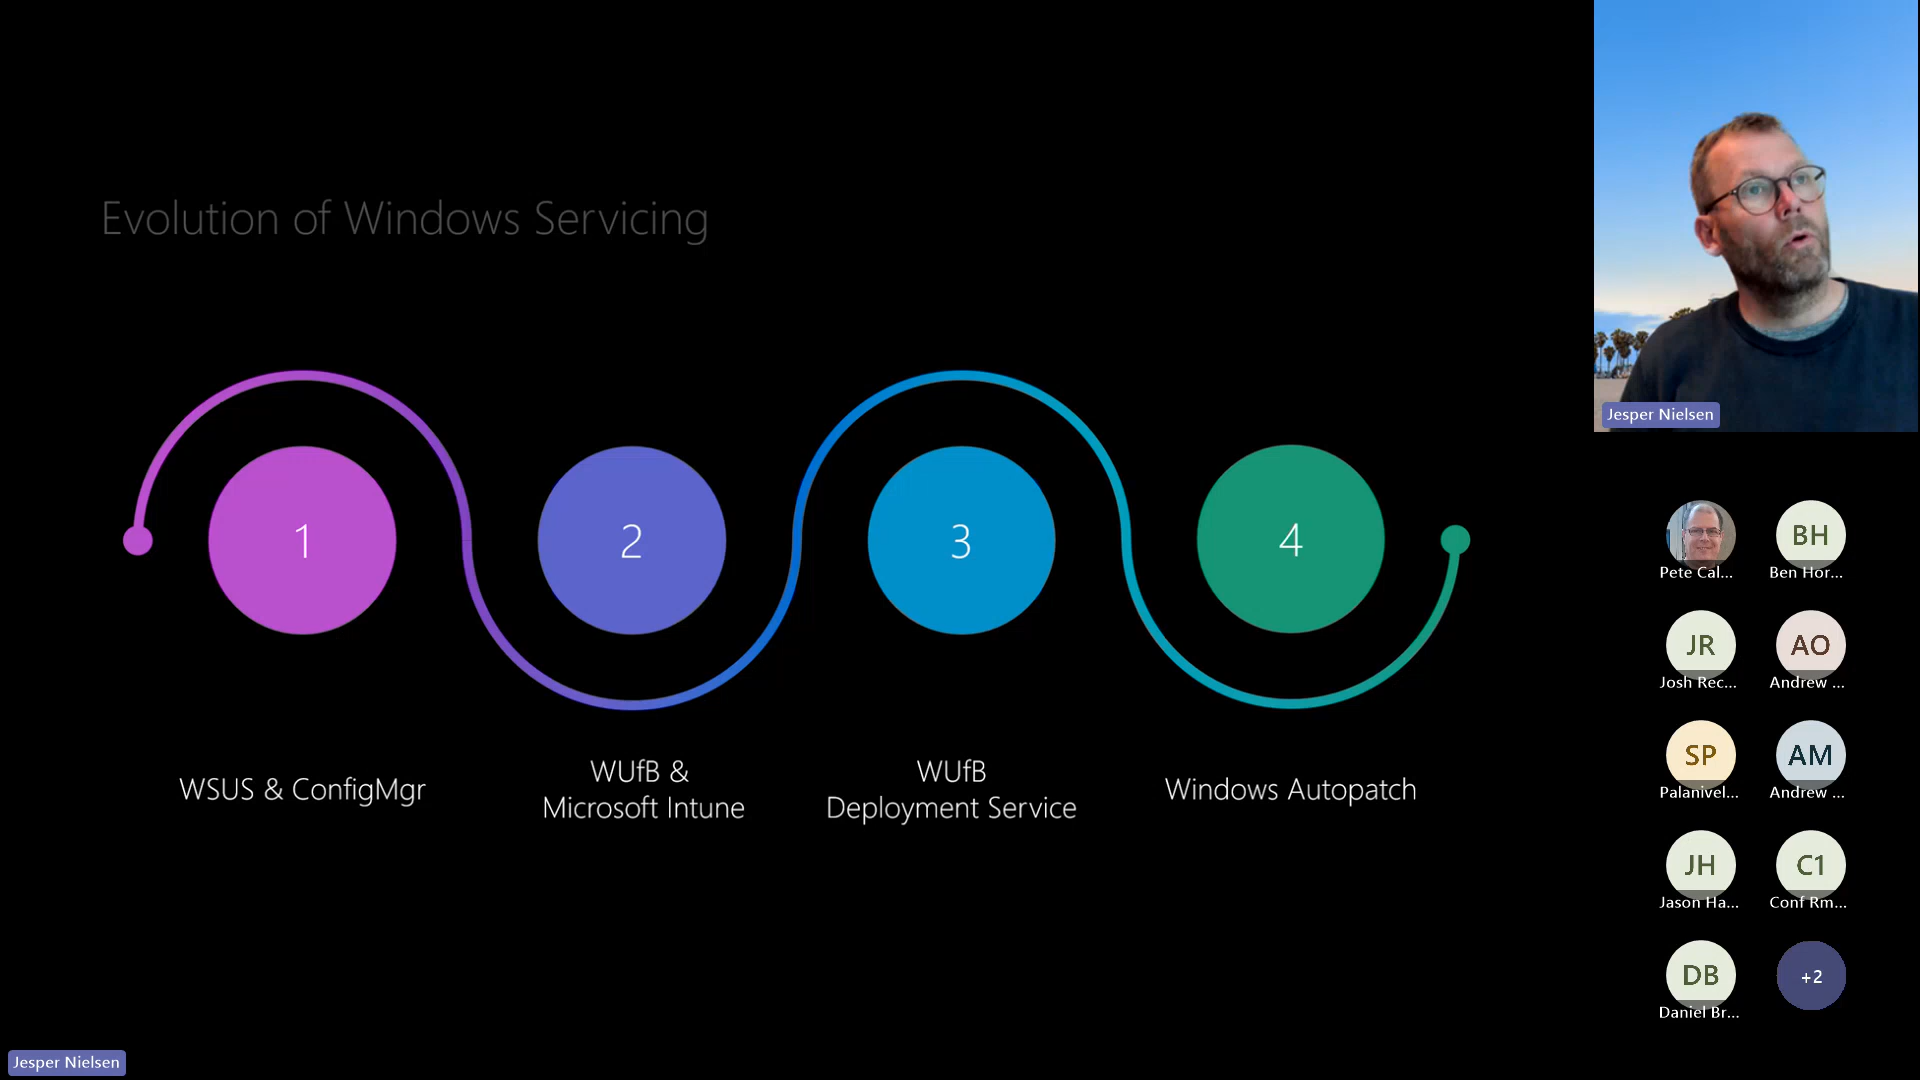 Evolution of Windows Servicing
1
2
3
4
WSUS & ConfigMgr
WUfB &
Microsoft Intune
WUfB
Deployment Service
Windows Autopatch
Jesper Nielsen
BH
Pete Cal...
Ben Hor...
JR
AO
Josh Rec...
Andrew ...
SP
AM
Palanivel...
Andrew ...
JH
C1
Jason Ha...
Conf Rm...
DB
+2
Daniel Br...
Jesper Nielsen